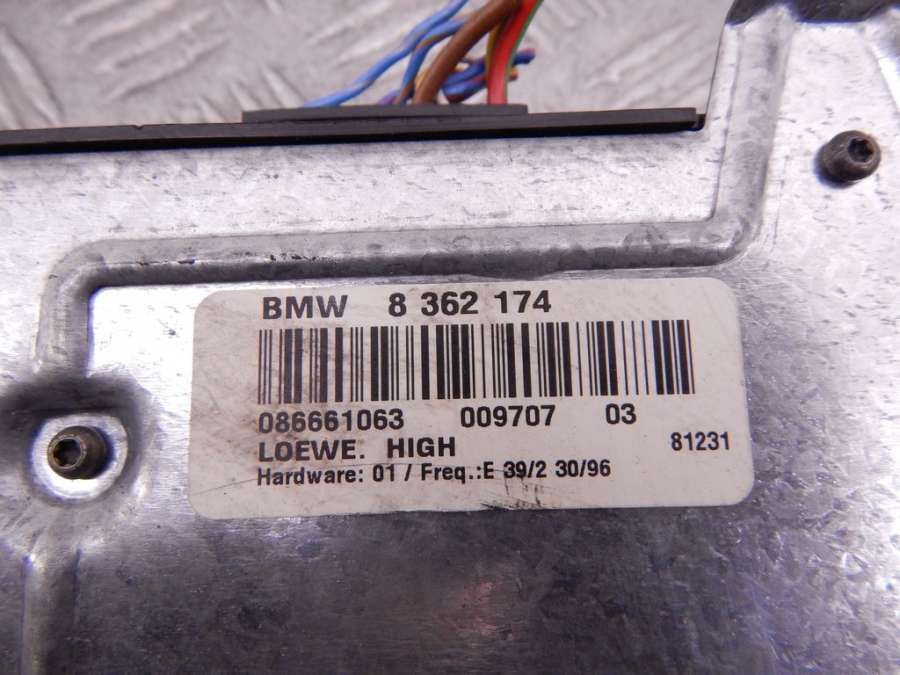 BMW 8 362 174
086661063 009707 03
LOEWE. HIGH 81231
Hardware: 01 / Freq.:E 39/2 30/96